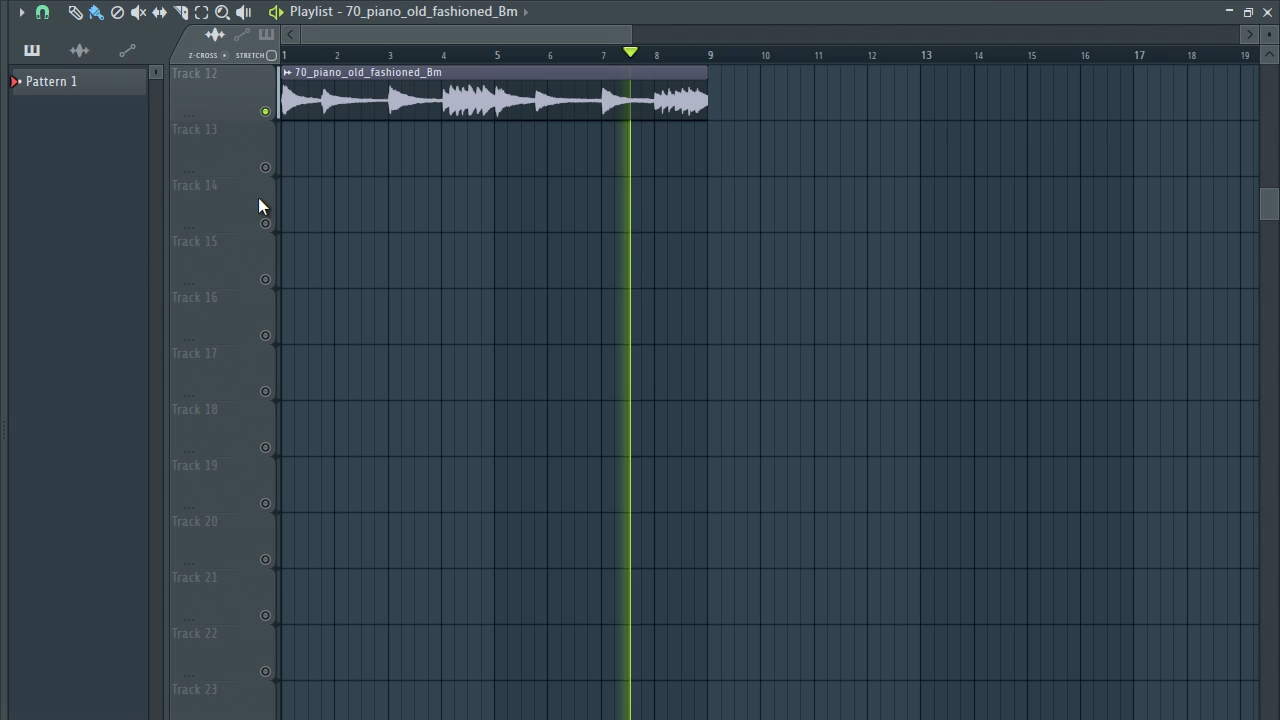 Playlist - 70_piano_old_fashioned_Bm
Z-CROSS STRETCH
1 2 3 4 5 6 7 8 9 10 11 12 13 14 15 16 17 18 19
Pattern 1
Track 12
70_piano_old_fashioned_Bm
Track 13
Track 14
Track 15
Track 16
Track 17
Track 18
Track 19
Track 20
Track 21
Track 22
Track 23